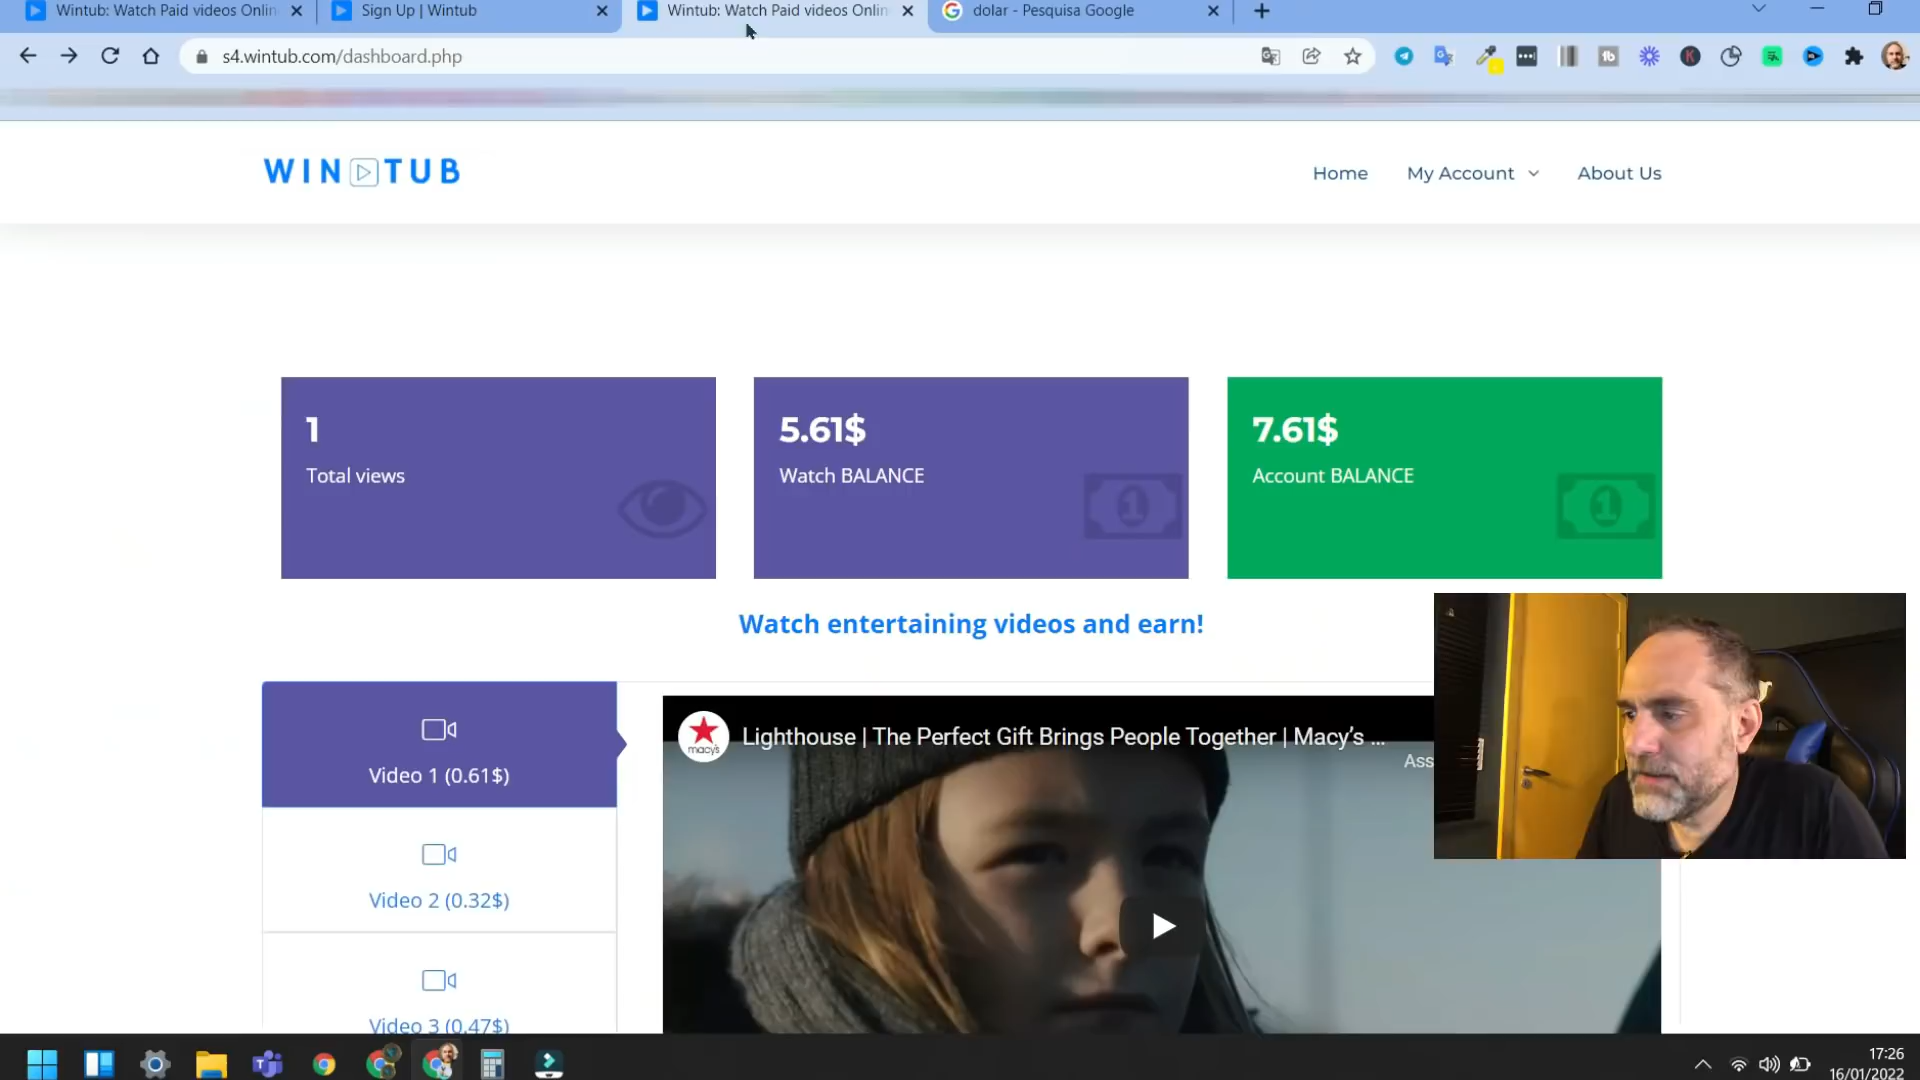 Wintub: Watch Paid videos Onlin
Sign Up | Wintub
Wintub: Watch Paid videos Onlin
dolar - Pesquisa Google
s4.wintub.com/dashboard.php
WIN TUB
Home
My Account
About Us
1
Total views
5.61$
Watch BALANCE
7.61$
Account BALANCE
Watch entertaining videos and earn!
Video 1 (0.61$)
Video 2 (0.32$)
Video 3 (0.47$)
macy's
Lighthouse | The Perfect Gift Brings People Together | Macy's ...
Ass
17:26
16/01/2022